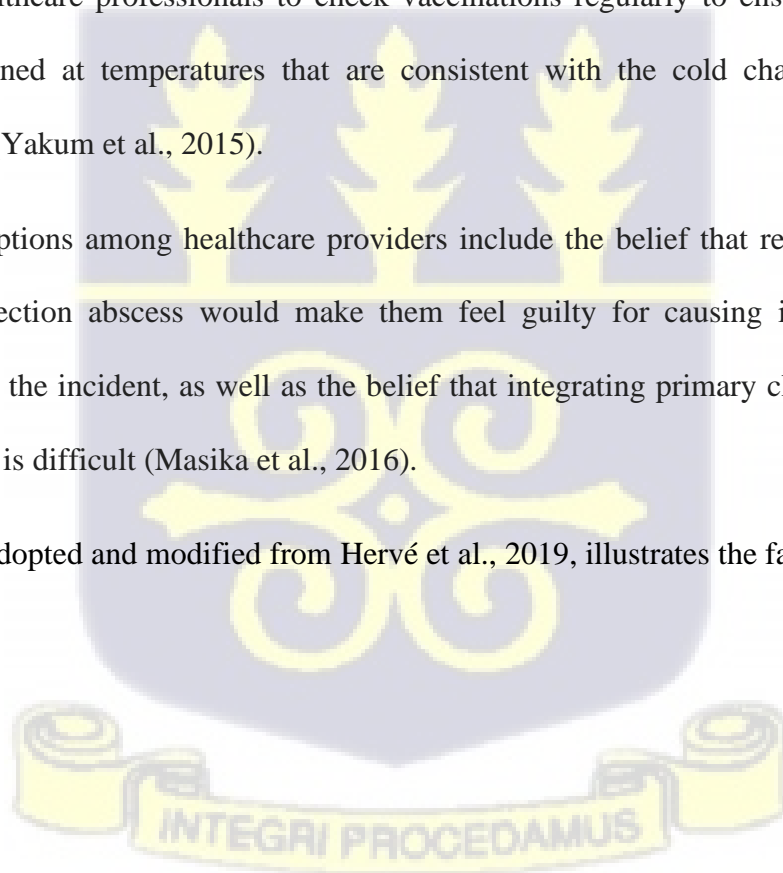 thcare professionals to check vaccinations regularly to ens
ned at temperatures that are consistent with the cold cha
Yakum et al., 2015).
ptions among healthcare providers include the belief that re
ection abscess would make them feel guilty for causing i
the incident, as well as the belief that integrating primary c
is difficult (Masika et al., 2016).
dopted and modified from Hervé et al., 2019, illustrates the fa
INTEGRI PROCEDAMUS